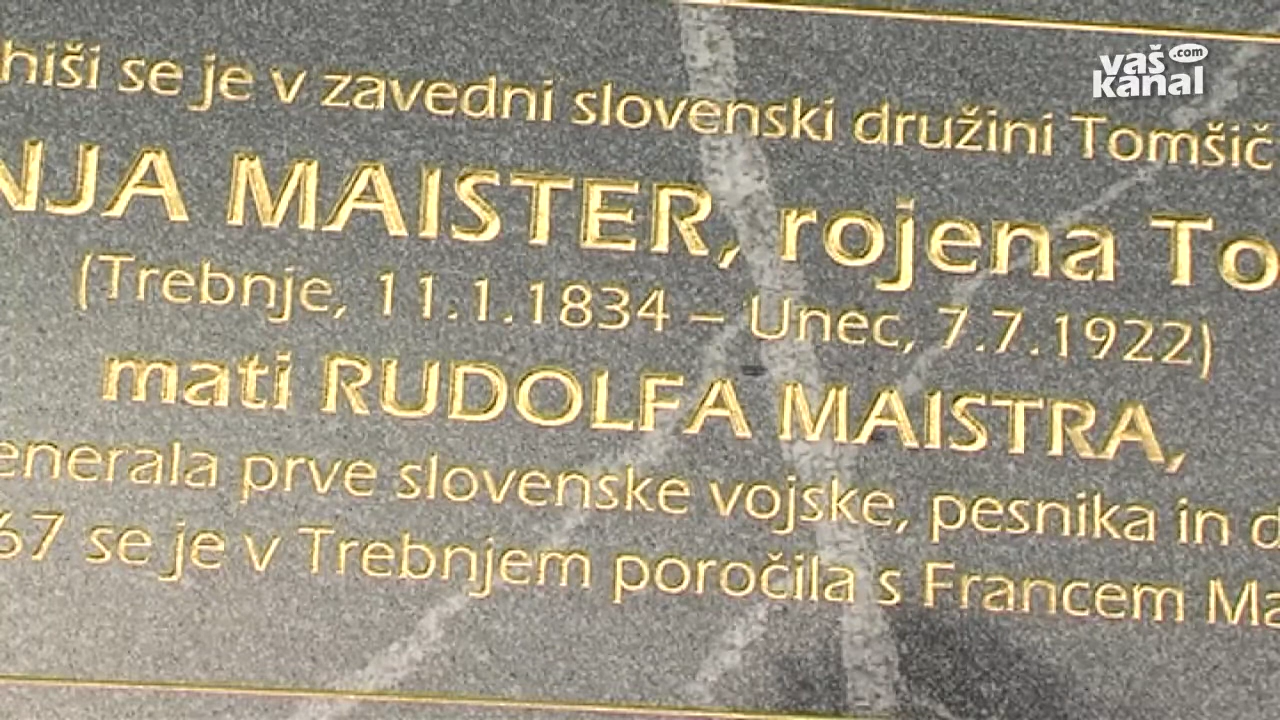 hiši se je v zavedni slovenski družini Tomšič
NJA MAISTER, rojena To
(Trebnje, 11.1.1834 – Unec, 7.7.1922)
mati RUDOLFA MAISTRA,
enerala prve slovenske vojske, pesnika in d
67 se je v Trebnjem poročila s Francem Ma
vaš
kanal
.com